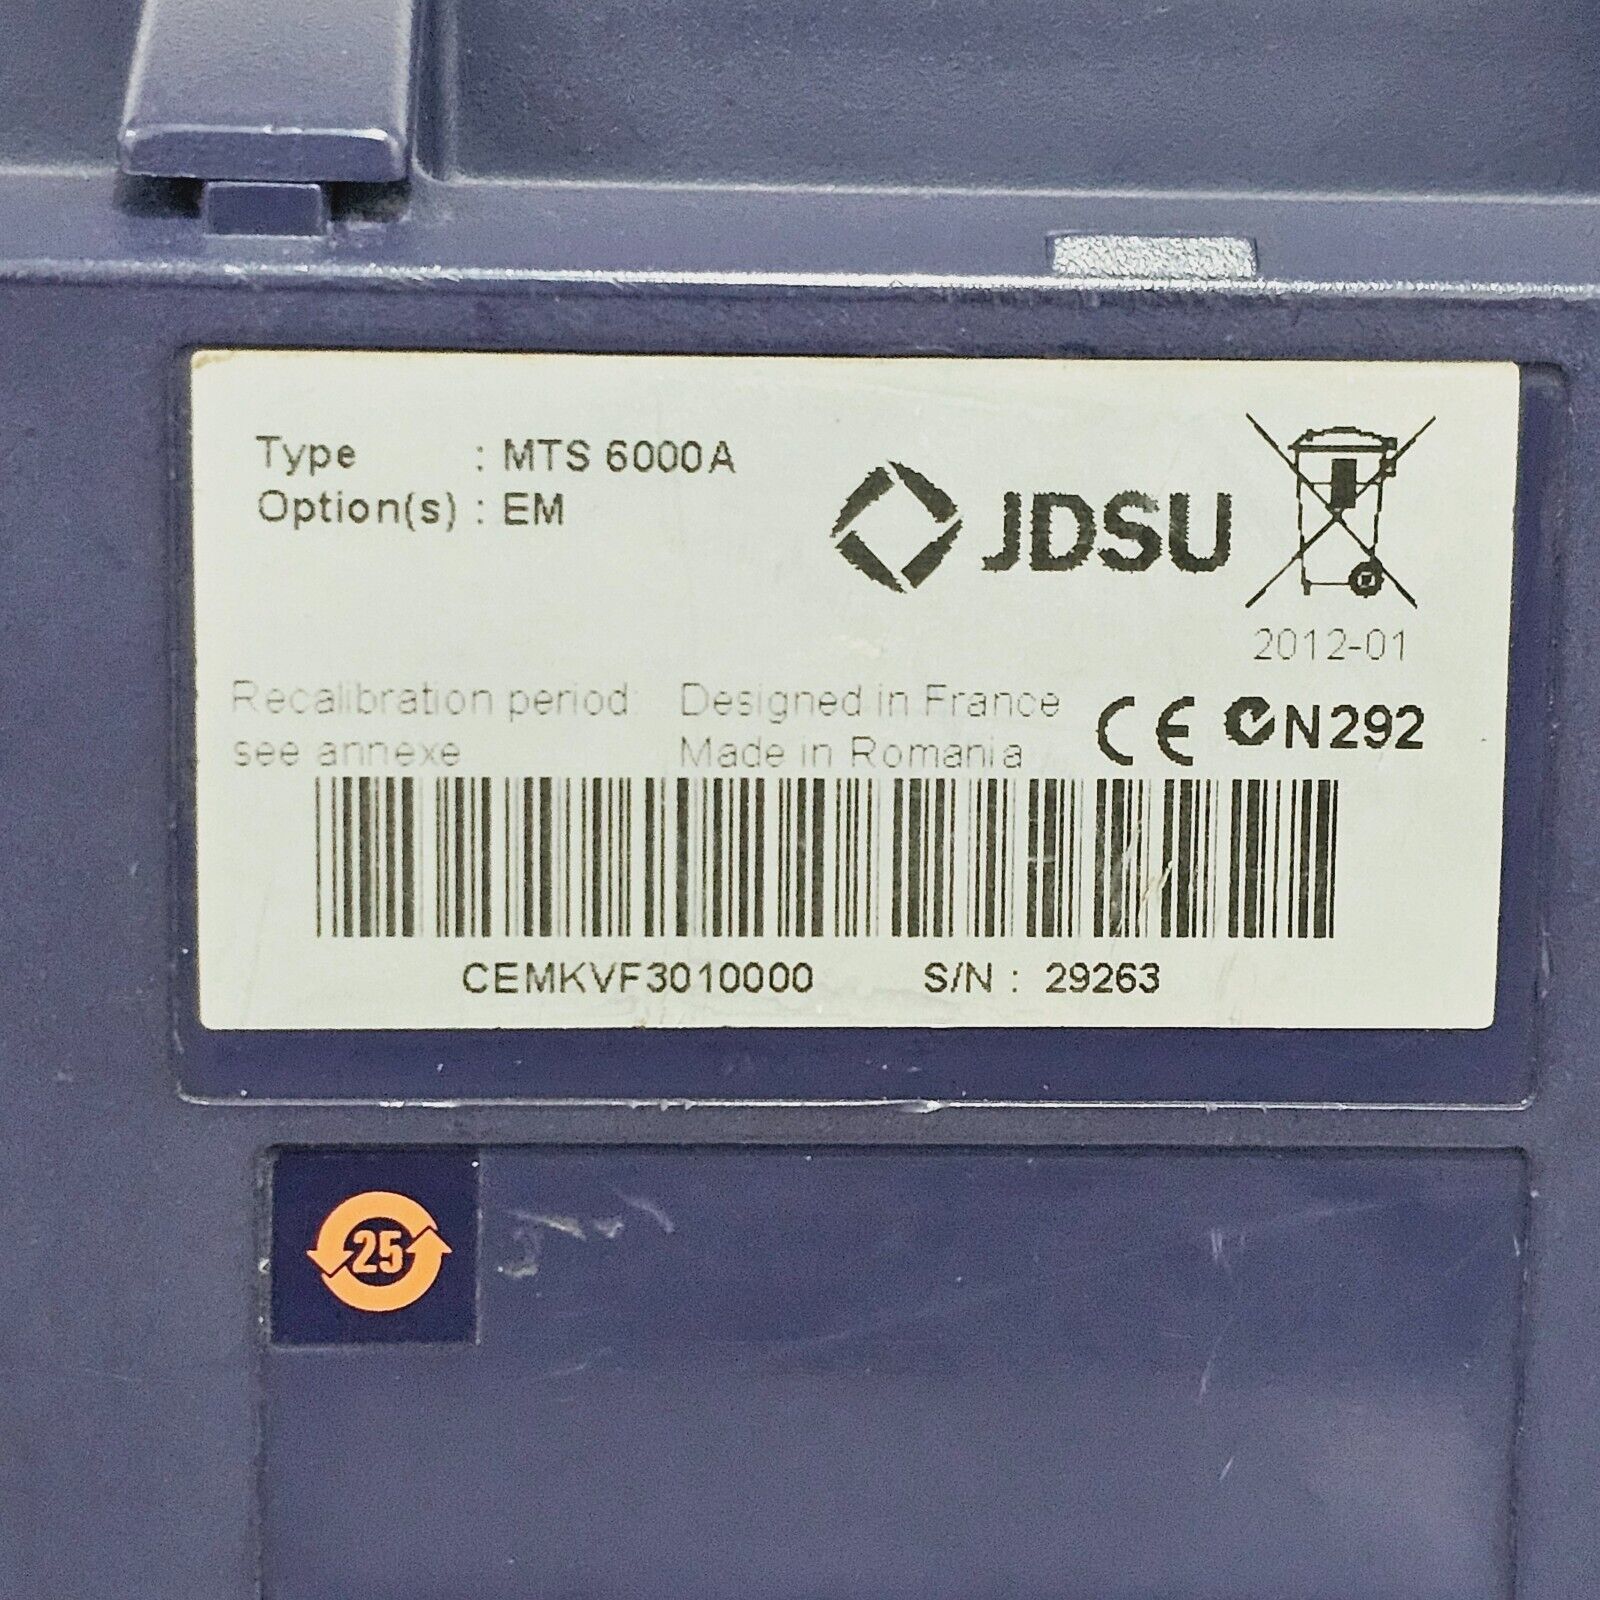 Type : MTS 6000A
Option(s) : EM
JDSU
2012-01
Recalibration period:
see annexe
Designed in France
Made in Romania
CE N292
CEMKVF3010000 S/N : 29263
25